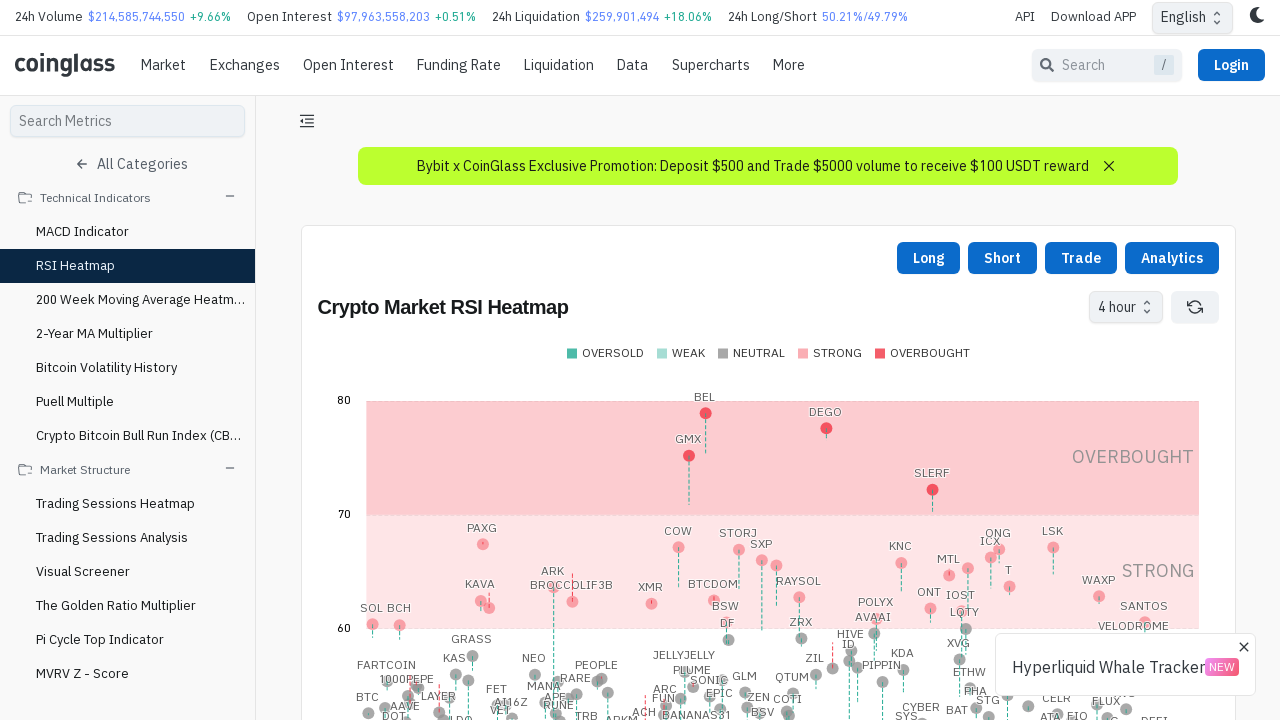 24h Volume $214,585,744,550 +9.66% Open Interest $97,963,558,203 +0.51% 24h Liquidation $259,901,494 +18.06% 24h Long/Short 50.21%/49.79% API Download APP English
coinglass Market Exchanges Open Interest Funding Rate Liquidation Data Supercharts More Search / Login
Search Metrics
All Categories
Technical Indicators
MACD Indicator
RSI Heatmap
200 Week Moving Average Heatm...
2-Year MA Multiplier
Bitcoin Volatility History
Puell Multiple
Crypto Bitcoin Bull Run Index (CB...
Market Structure
Trading Sessions Heatmap
Trading Sessions Analysis
Visual Screener
The Golden Ratio Multiplier
Pi Cycle Top Indicator
MVRV Z - Score
Bybit x CoinGlass Exclusive Promotion: Deposit $500 and Trade $5000 volume to receive $100 USDT reward
Long Short Trade Analytics
Crypto Market RSI Heatmap 4 hour
OVERSOLD WEAK NEUTRAL STRONG OVERBOUGHT
80
BEL
DEGO
GMX
OVERBOUGHT
SLERF
70
PAXG COW STORJ ONG LSK
SXP KNC ICX
MTL
ARK T STRONG
KAVA BROCCOLIF3B XMR BTCDOM RAYSOL WAXP
ONT IOST
SOL BCH BSW POLYX SANTOS
LQTY
60
DF ZRX AVAAI VELODROME
GRASS HIVE
ID XVG
KAS NEO JELLYJELLY ZIL KDA
FARTCOIN PEOPLE PLUME PIPPIN
1000PEPE RARE SONIC GLM QTUM ETHW
MANA
BTC LAYER FET ARC EPIC ZEN COTI PHA
AAVE AI16Z FUN STG CELR FLUX
DOT VET RUNE ACH BANANAS31 BSV CYBER BAT
TRB ARKM SYS ATA
Hyperliquid Whale Tracker NEW